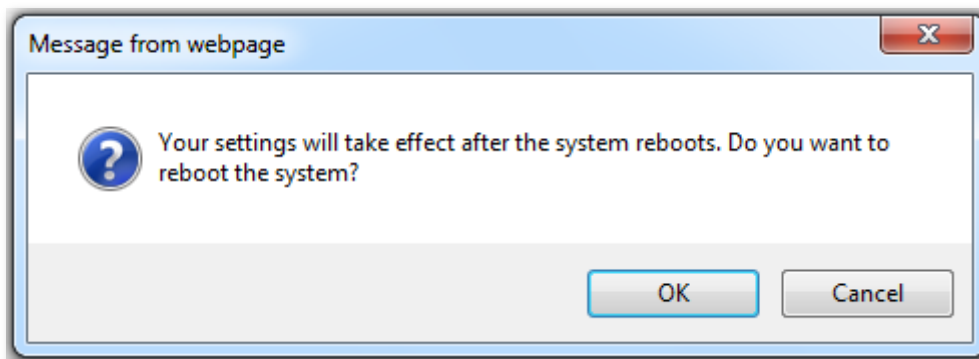 Message from webpage
Your settings will take effect after the system reboots. Do you want to
reboot the system?
OK
Cancel